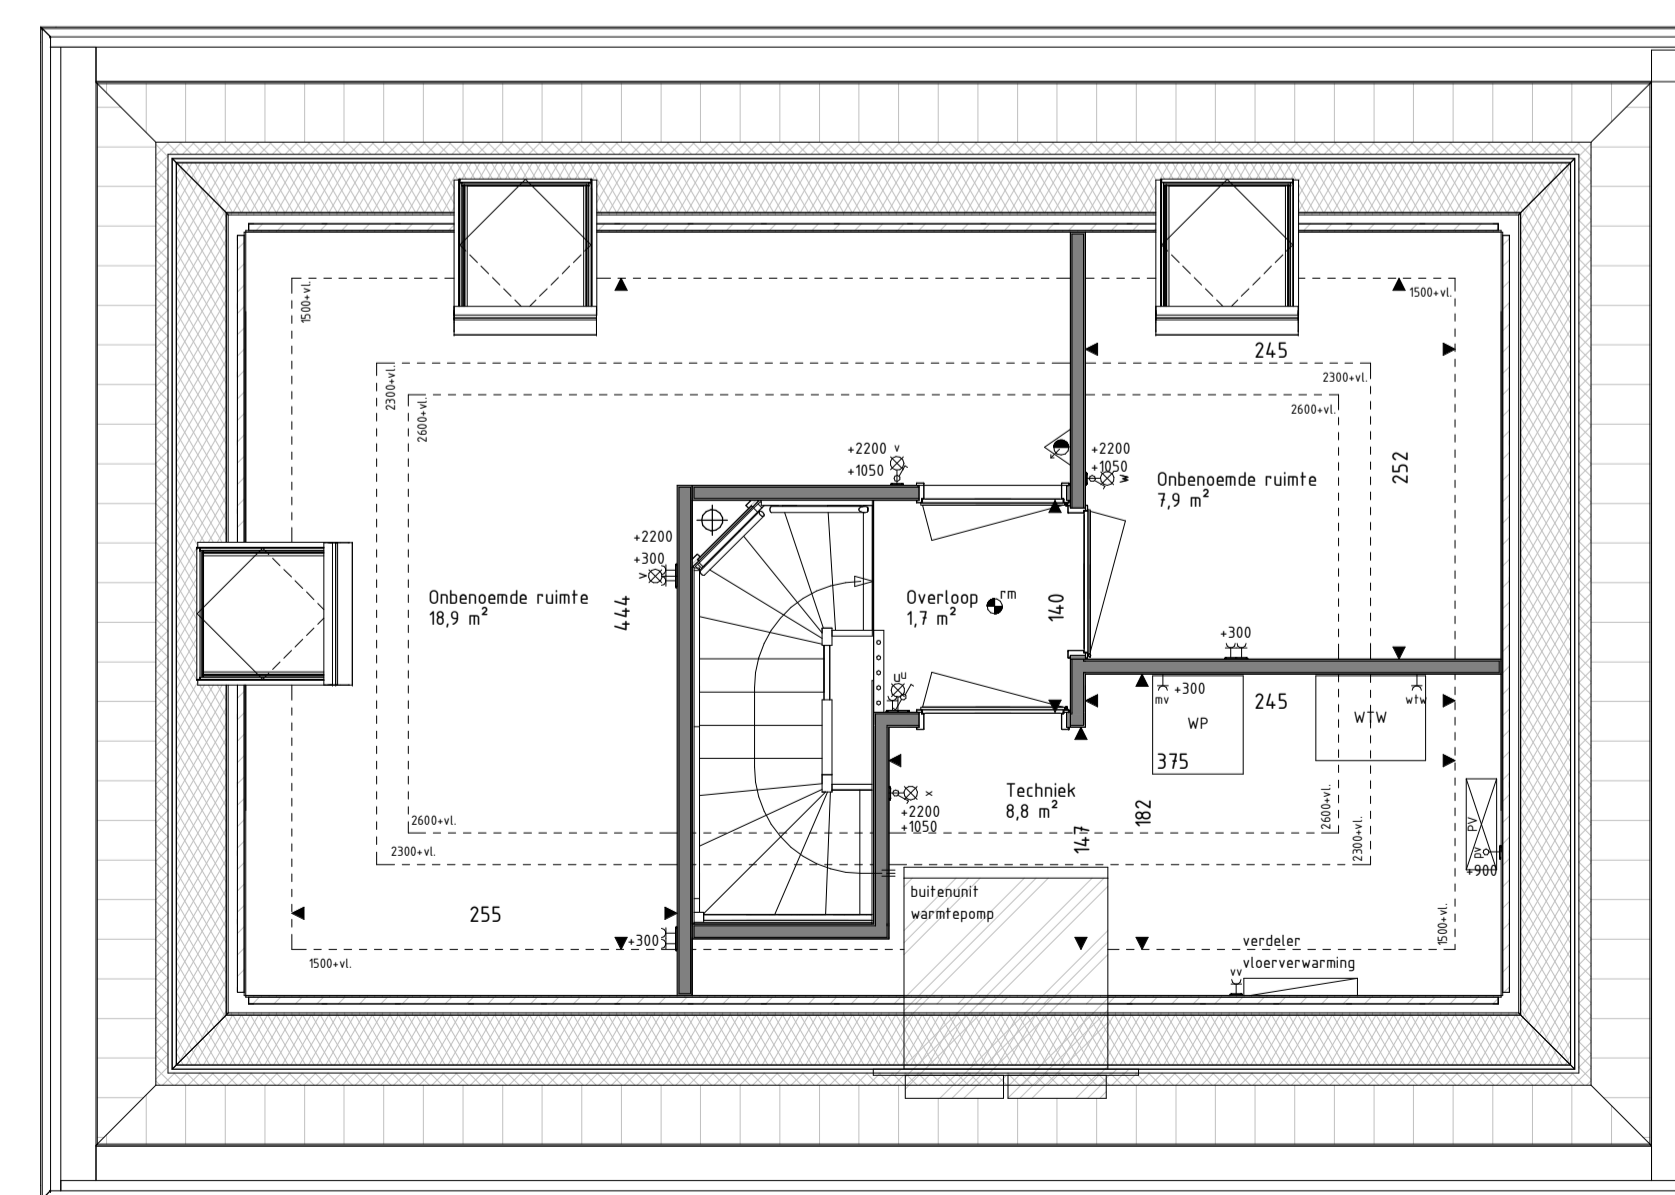 1500+vl.
1500+vl.
245
2300+vl.
2300+vl.
2600+vl.
2600+vl.
+2200 v
+1050
+2200
+1050
w
252
Onbenoemde ruimte
7,9 m²
+2200
+300
v
Onbenoemde ruimte
18,9 m²
444
Overloop
1,7 m²
rm
140
+300
u
u
mv
+300
WP
245
wtw
WTW
375
Techniek
8,8 m²
x
+2200
+1050
147
182
2600+vl.
2300+vl.
PV
pv
+900
2600+vl.
2300+vl.
buitenunit
warmtepomp
255
+300
1500+vl.
1500+vl.
verdeler
vloerverwarming
vv